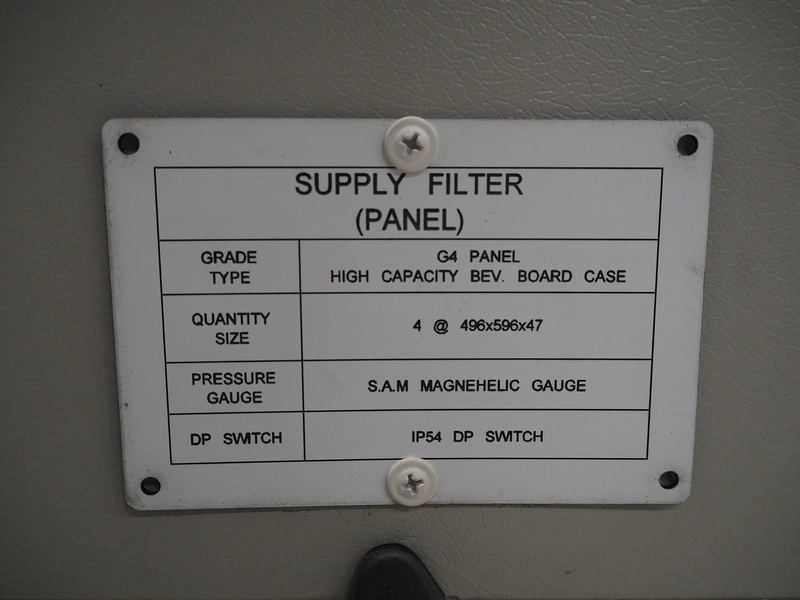 SUPPLY FILTER
(PANEL)
GRADE
TYPE
G4 PANEL
HIGH CAPACITY BEV. BOARD CASE
QUANTITY
SIZE
4 @ 496x596x47
PRESSURE
GAUGE
S.A.M MAGNEHELIC GAUGE
DP SWITCH
IP54 DP SWITCH